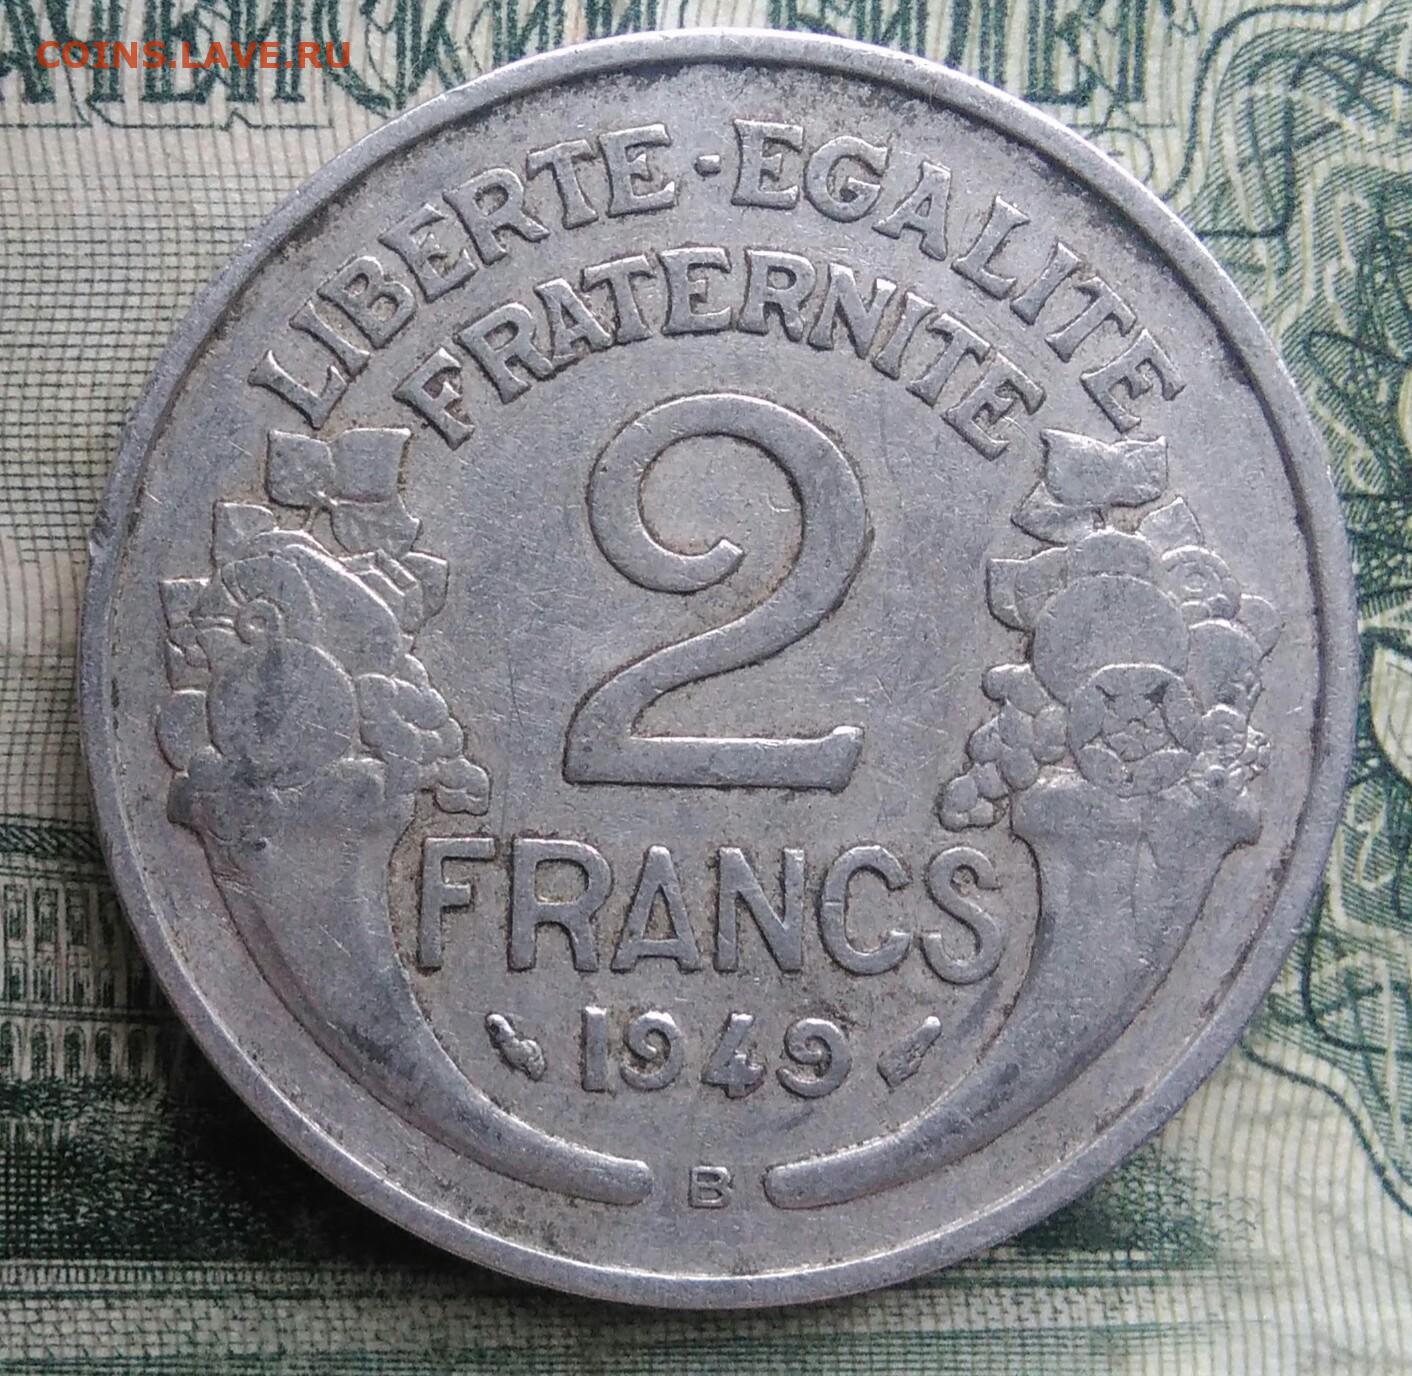 COINS.LAVE.RU
LIBERTE · EGALITE
FRATERNITE
2
FRANCS
1949
B